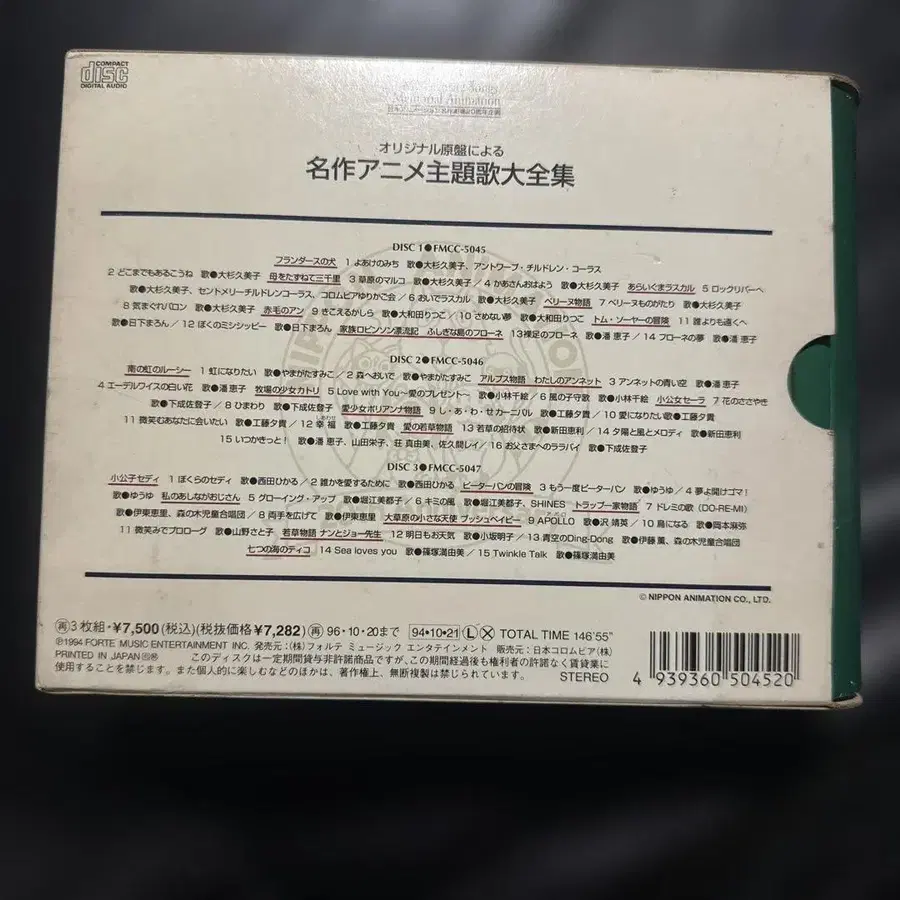 COMPACT
disc
DIGITAL AUDIO
Songs
Animation
オリジナル原盤による
名作アニメ主題歌大全集
DISC 1●FMCC-5045
フランダースの犬 1 よあけのみち 歌●大杉久美子、アントワープ・チルドレン・コーラス
2 どこまでもあるこうね 歌●大杉久美子 母をたずねて三千里 3 草原のマルコ 歌●大杉久美子 / 4 かあさんおはよう 歌●大杉久美子 あらいぐまラスカル 5 ロックリバーへ
歌●大杉久美子、セントメリーチルドレンコーラス、コロムビアゆりかご会 / 6 おいでラスカル 歌●大杉久美子 ペリーヌ物語 7 ペリーヌものがたり 歌●大杉久美子
8 気まぐれバロン 歌●大杉久美子 赤毛のアン 9 きこえるかしら 歌●大和田りつこ / 10 さめない夢 歌●大和田りつこ トム・ソーヤーの冒険 11 誰よりも遠くへ
歌●日下まろん / 12 ぼくのミシシッピー 歌●日下まろん 家族ロビンソン漂流記 ふしぎな島のフローネ 13 裸足のフローネ 歌●潘 恵子 / 14 フローネの夢 歌●潘 恵子
DISC 2●FMCC-5046
南の虹のルーシー 1 虹になりたい 歌●やまがたすみこ / 2 森へおいで 歌●やまがたすみこ アルプス物語 わたしのアンネット 3 アンネットの青い空 歌●潘 恵子
4 エーデルワイスの白い花 歌●潘 恵子 牧場の少女カトリ 5 Love with You〜愛のプレゼント〜 歌●小林千絵 / 6 風の子守歌 歌●小林千絵 小公女セーラ 7 花のささやき
歌●下成佐登子 / 8 ひまわり 歌●下成佐登子 愛少女ポリアンナ物語 9 し・あ・わ・せカーニバル 歌●工藤夕貴 / 10 愛になりたい 歌●工藤夕貴
11 微笑むあなたに会いたい 歌●工藤夕貴 / 12 幸福 しあわせ 歌●工藤夕貴 愛の若草物語 13 若草の招待状 歌●新田恵利 / 14 夕陽と風とメロディ 歌●新田恵利
15 いつかきっと! 歌●潘 恵子、山田栄子、荘 真由美、佐久間レイ / 16 お父さまへのララバイ 歌●下成佐登子
DISC 3●FMCC-5047
小公子セディ 1 ぼくらのセディ 歌●西田ひかる / 2 誰かを愛するために 歌●西田ひかる ピーターパンの冒険 3 もう一度ピーターパン 歌●ゆうゆ / 4 夢よ開けゴマ!
歌●ゆうゆ 私のあしながおじさん 5 グローイング・アップ 歌●堀江美都子 / 6 キミの風 歌●堀江美都子、SHINES トラップ一家物語 7 ドレミの歌 (DO-RE-MI)
歌●伊東恵里、森の木児童合唱団 / 8 両手を広げて 歌●伊東恵里 大草原の小さな天使 ブッシュベイビー 9 APOLLO 歌●沢 靖英 / 10 鳥になる 歌●岡本麻弥
11 微笑みでプロローグ 歌●山野さと子 若草物語 ナンとジョー先生 12 明日もお天気 歌●小坂明子 / 13 青空のDing-Dong 歌●伊藤 薫、森の木児童合唱団
七つの海のティコ 14 Sea loves you 歌●篠塚満由美 / 15 Twinkle Talk 歌●篠塚満由美
© NIPPON ANIMATION CO., LTD.
再 3枚組・¥7,500(税込)(税抜価格¥7,282) 再 96・10・20まで 94・10・21 L X TOTAL TIME 146'55"
℗1994 FORTE MUSIC ENTERTAINMENT INC. 発売元:(株)フォルテ ミュージック エンタテインメント 販売元:日本コロムビア(株)
PRINTED IN JAPAN このディスクは一定期間貸与非許諾商品ですが、この期間経過後も権利者の許諾なく賃貸業に
使用することを禁じます。また個人的に楽しむなどのほかは、著作権上、無断複製は禁じられています。 STEREO
4 939360 504520